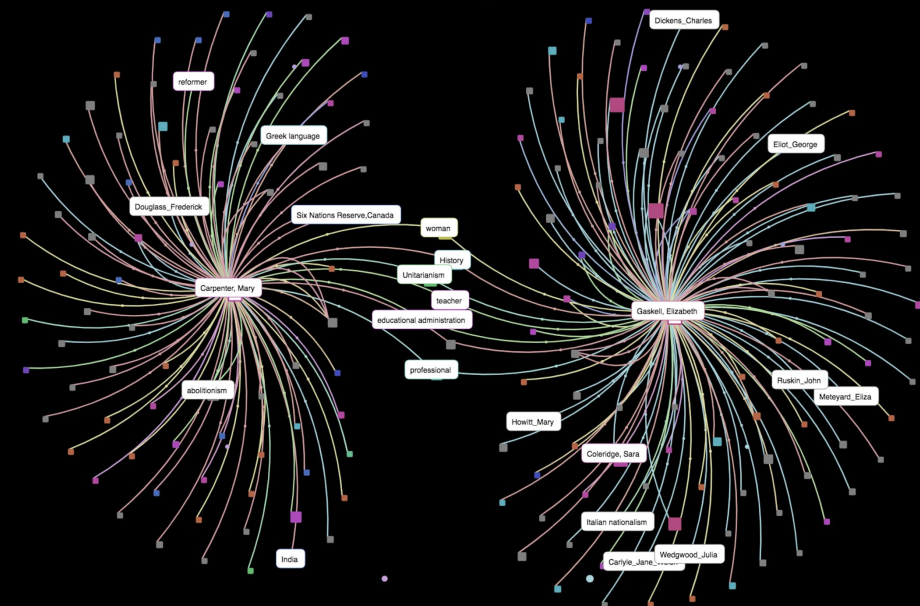 Dickens_Charles
reformer
Greek language
Eliot_George
Douglass_Frederick
Six Nations Reserve,Canada
woman
History
Unitarianism
Carpenter, Mary
teacher
Gaskell, Elizabeth
educational administration
professional
Ruskin_John
abolitionism
Meteyard_Eliza
Howitt_Mary
Coleridge, Sara
Italian nationalism
India
Wedgwood_Julia
Carlyle_Jane_